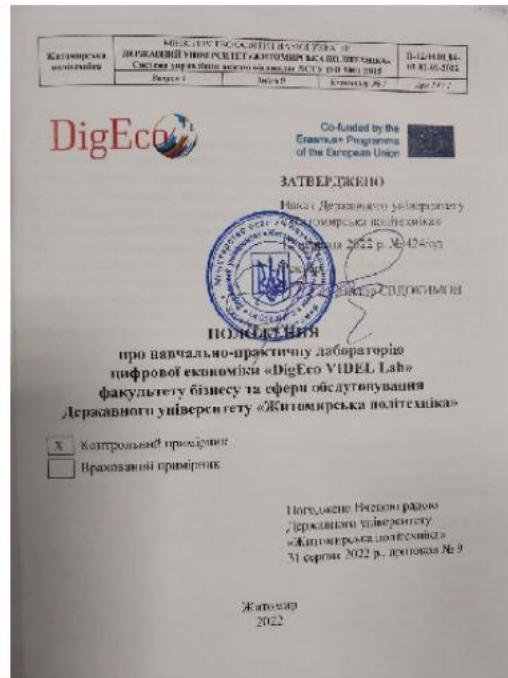 Житомирська політехніка
МІНІСТЕРСТВО ОСВІТИ І НАУКИ УКРАЇНИ
ДЕРЖАВНИЙ УНІВЕРСИТЕТ «ЖИТОМИРСЬКА ПОЛІТЕХНІКА»
Система управління якістю відповідає ДСТУ ISO 9001:2015
Випуск 1
DigEco
Co-funded by the
Erasmus+ Programme
of the European Union
ЗАТВЕРДЖЕНО
Наказ Державного університету
«Житомирська політехніка»
2022 р. № 424/од
ЄВДОКИМОВ
ПОЛОЖЕННЯ
про навчально-практичну лабораторію
цифрової економіки «DigEco VIDEL Lab»
факультету бізнесу та сфери обслуговування
Державного університету «Житомирська політехніка»
X Контрольний примірник
Врахований примірник
Погоджено Вченою радою
Державного університету
«Житомирська політехніка»
31 серпня 2022 р., протокол № 9
Житомир
2022